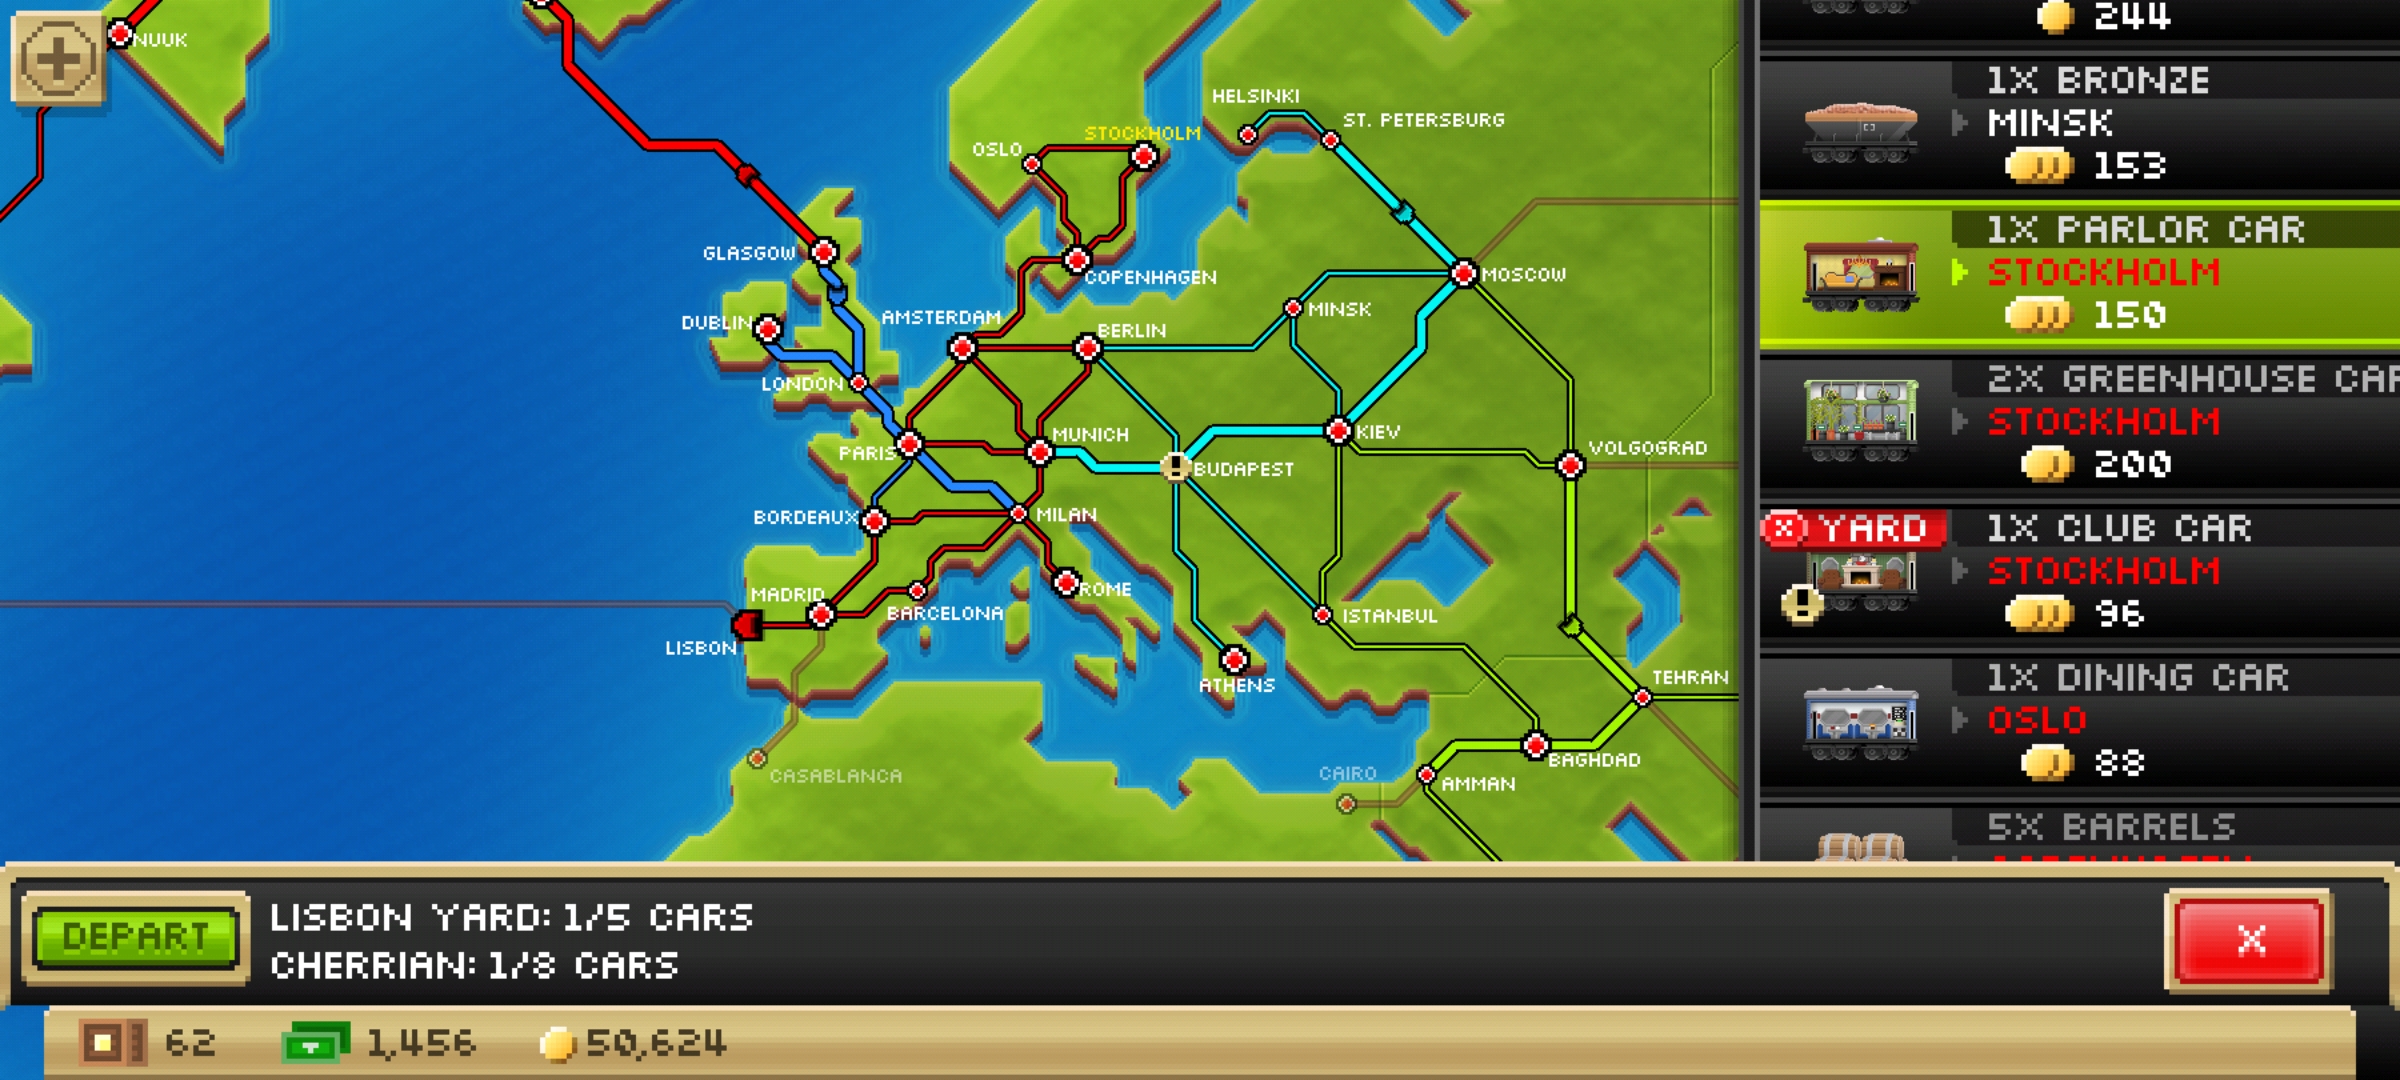 NUUK
HELSINKI
ST. PETERSBURG
STOCKHOLM
OSLO
GLASGOW
COPENHAGEN
MOSCOW
DUBLIN
AMSTERDAM
MINSK
BERLIN
LONDON
MUNICH
KIEV
PARIS
BUDAPEST
VOLGOGRAD
BORDEAUX
MILAN
MADRID
ROME
BARCELONA
ISTANBUL
LISBON
ATHENS
TEHRAN
CASABLANCA
CAIRO
BAGHDAD
AMMAN
244
1X BRONZE
MINSK
153
1X PARLOR CAR
STOCKHOLM
150
2X GREENHOUSE CAR
STOCKHOLM
200
X YARD
1X CLUB CAR
STOCKHOLM
96
1X DINING CAR
OSLO
88
5X BARRELS
DEPART
LISBON YARD: 1/5 CARS
CHERRIAN: 1/8 CARS
X
62
1,456
50,624